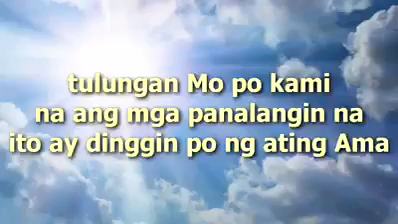 tulungan Mo po kami
na ang mga panalangin na
ito ay dinggin po ng ating Ama